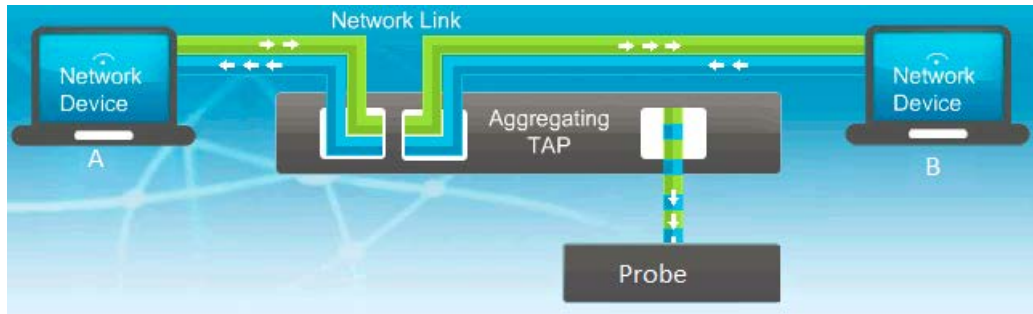 Network Link
Network
Device
A
Aggregating
TAP
Network
Device
B
Probe